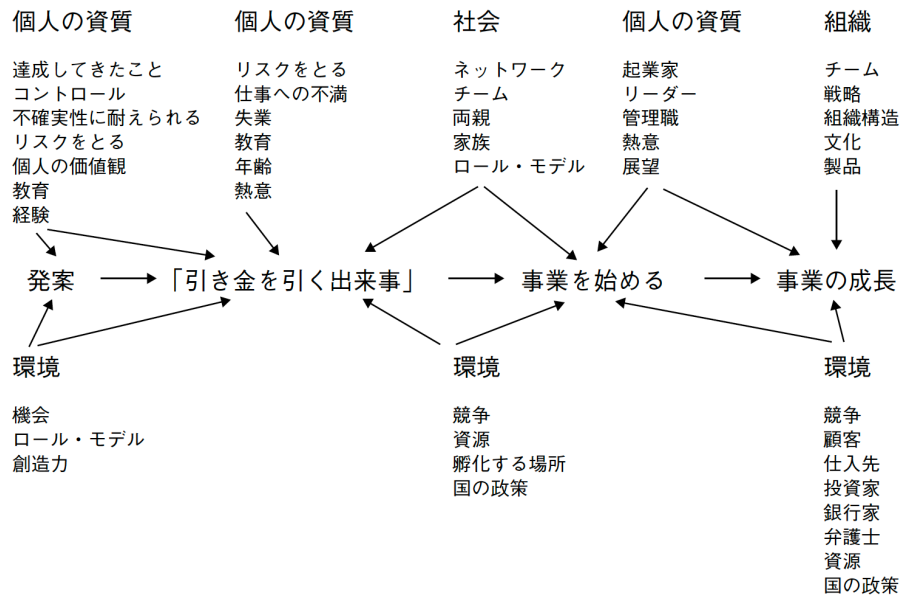 個人の資質
達成してきたこと
コントロール
不確実性に耐えられる
リスクをとる
個人の価値観
教育
経験
個人の資質
リスクをとる
仕事への不満
失業
教育
年齢
熱意
社会
ネットワーク
チーム
両親
家族
ロール・モデル
個人の資質
起業家
リーダー
管理職
熱意
展望
組織
チーム
戦略
組織構造
文化
製品
発案
「引き金を引く出来事」
事業を始める
事業の成長
環境
機会
ロール・モデル
創造力
環境
競争
資源
孵化する場所
国の政策
環境
競争
顧客
仕入先
投資家
銀行家
弁護士
資源
国の政策